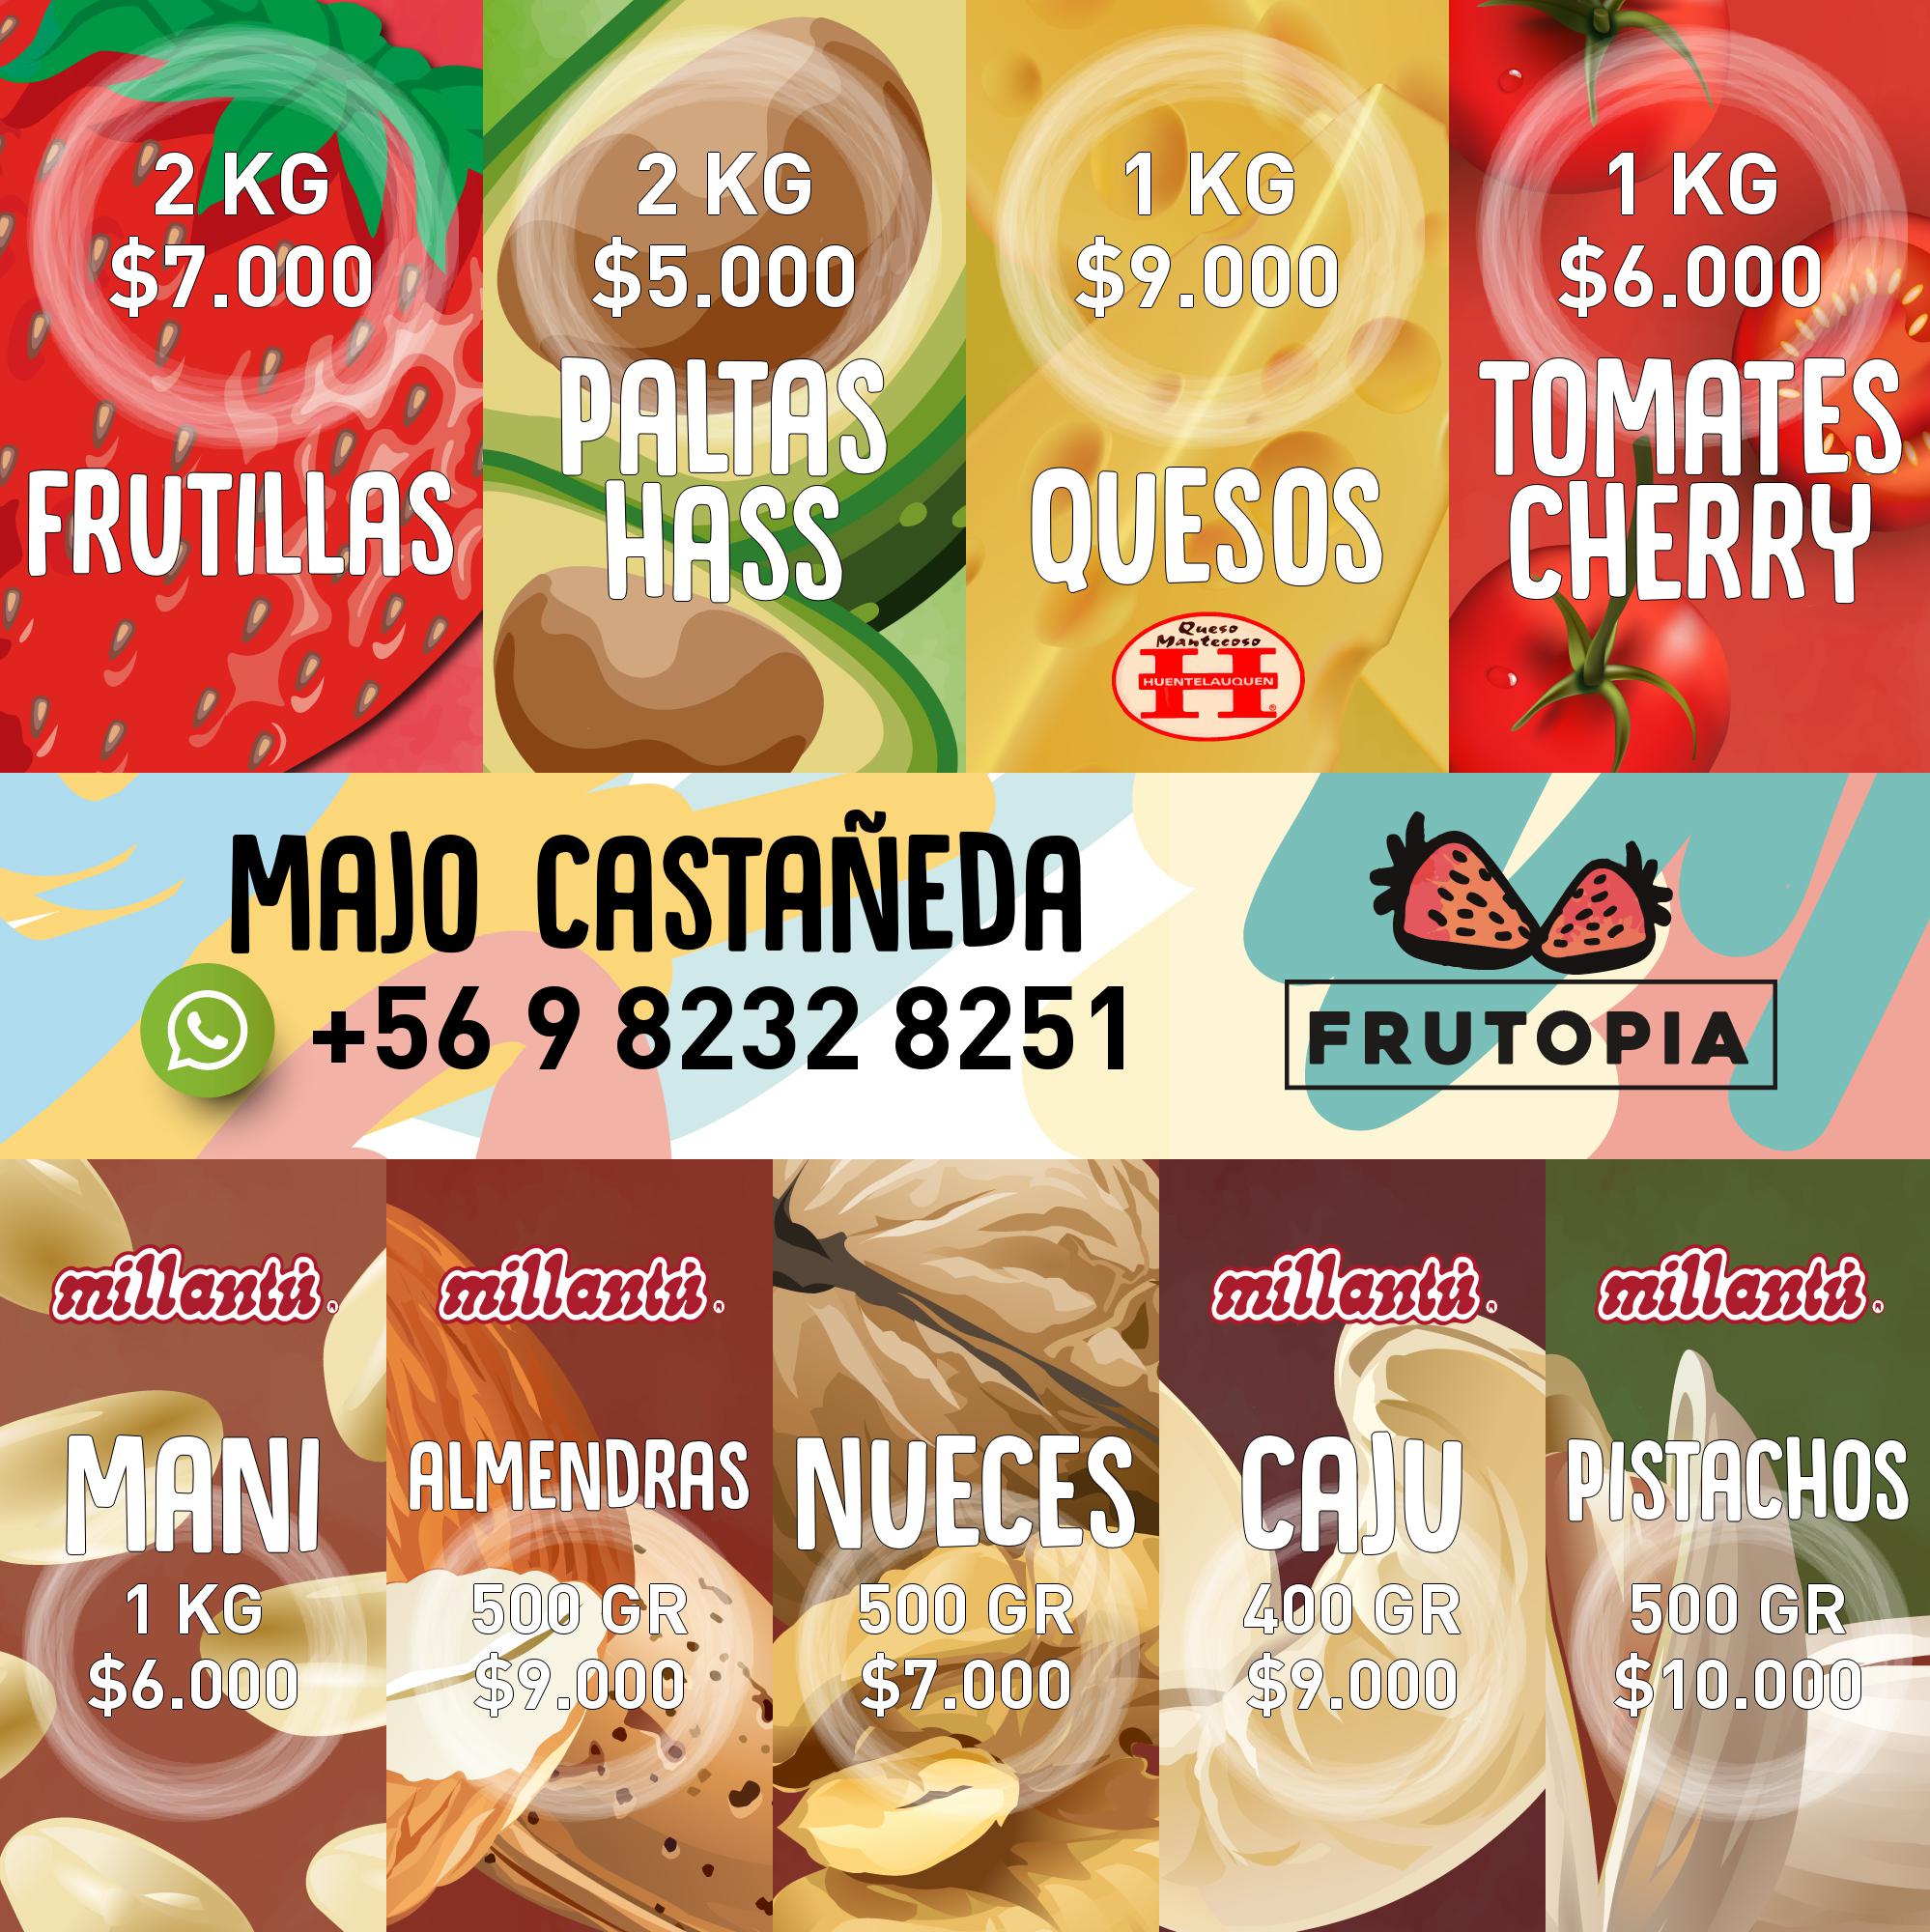 2 KG
$7.000
FRUTILLAS
2 KG
$5.000
PALTAS
HASS
1 KG
$9.000
QUESOS
Queso
Mantecoso
H
HUENTELAUQUEN
®
1 KG
$6.000
TOMATES
CHERRY
MAJO CASTAÑEDA
+56 9 8232 8251
FRUTOPIA
millantú®
MANI
1 KG
$6.000
millantú®
ALMENDRAS
500 GR
$9.000
NUECES
500 GR
$7.000
millantú®
CAJU
400 GR
$9.000
millantú®
PISTACHOS
500 GR
$10.000